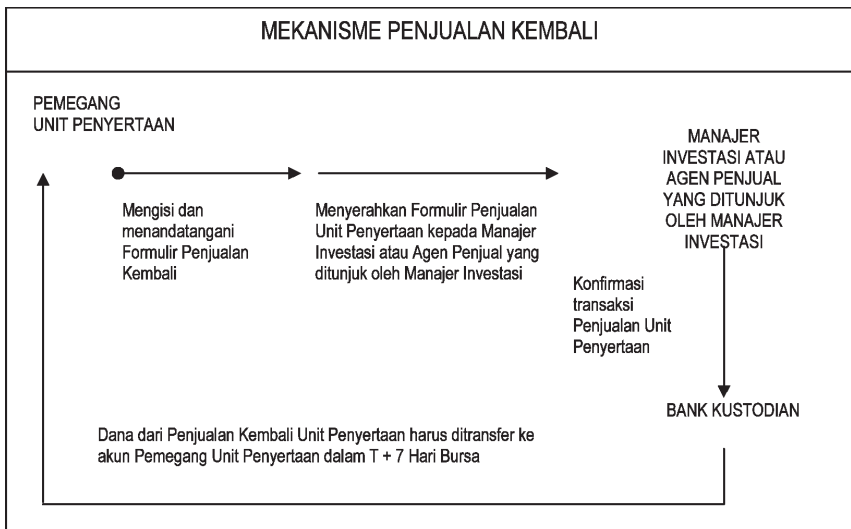 MEKANISME PENJUALAN KEMBALI
PEMEGANG
UNIT PENYERTAAN
Mengisi dan
menandatangani
Formulir Penjualan
Kembali
Menyerahkan Formulir Penjualan
Unit Penyertaan kepada Manajer
Investasi atau Agen Penjual yang
ditunjuk oleh Manajer Investasi
MANAJER
INVESTASI ATAU
AGEN PENJUAL
YANG DITUNJUK
OLEH MANAJER
INVESTASI
Konfirmasi
transaksi
Penjualan Unit
Penyertaan
BANK KUSTODIAN
Dana dari Penjualan Kembali Unit Penyertaan harus ditransfer ke
akun Pemegang Unit Penyertaan dalam T + 7 Hari Bursa